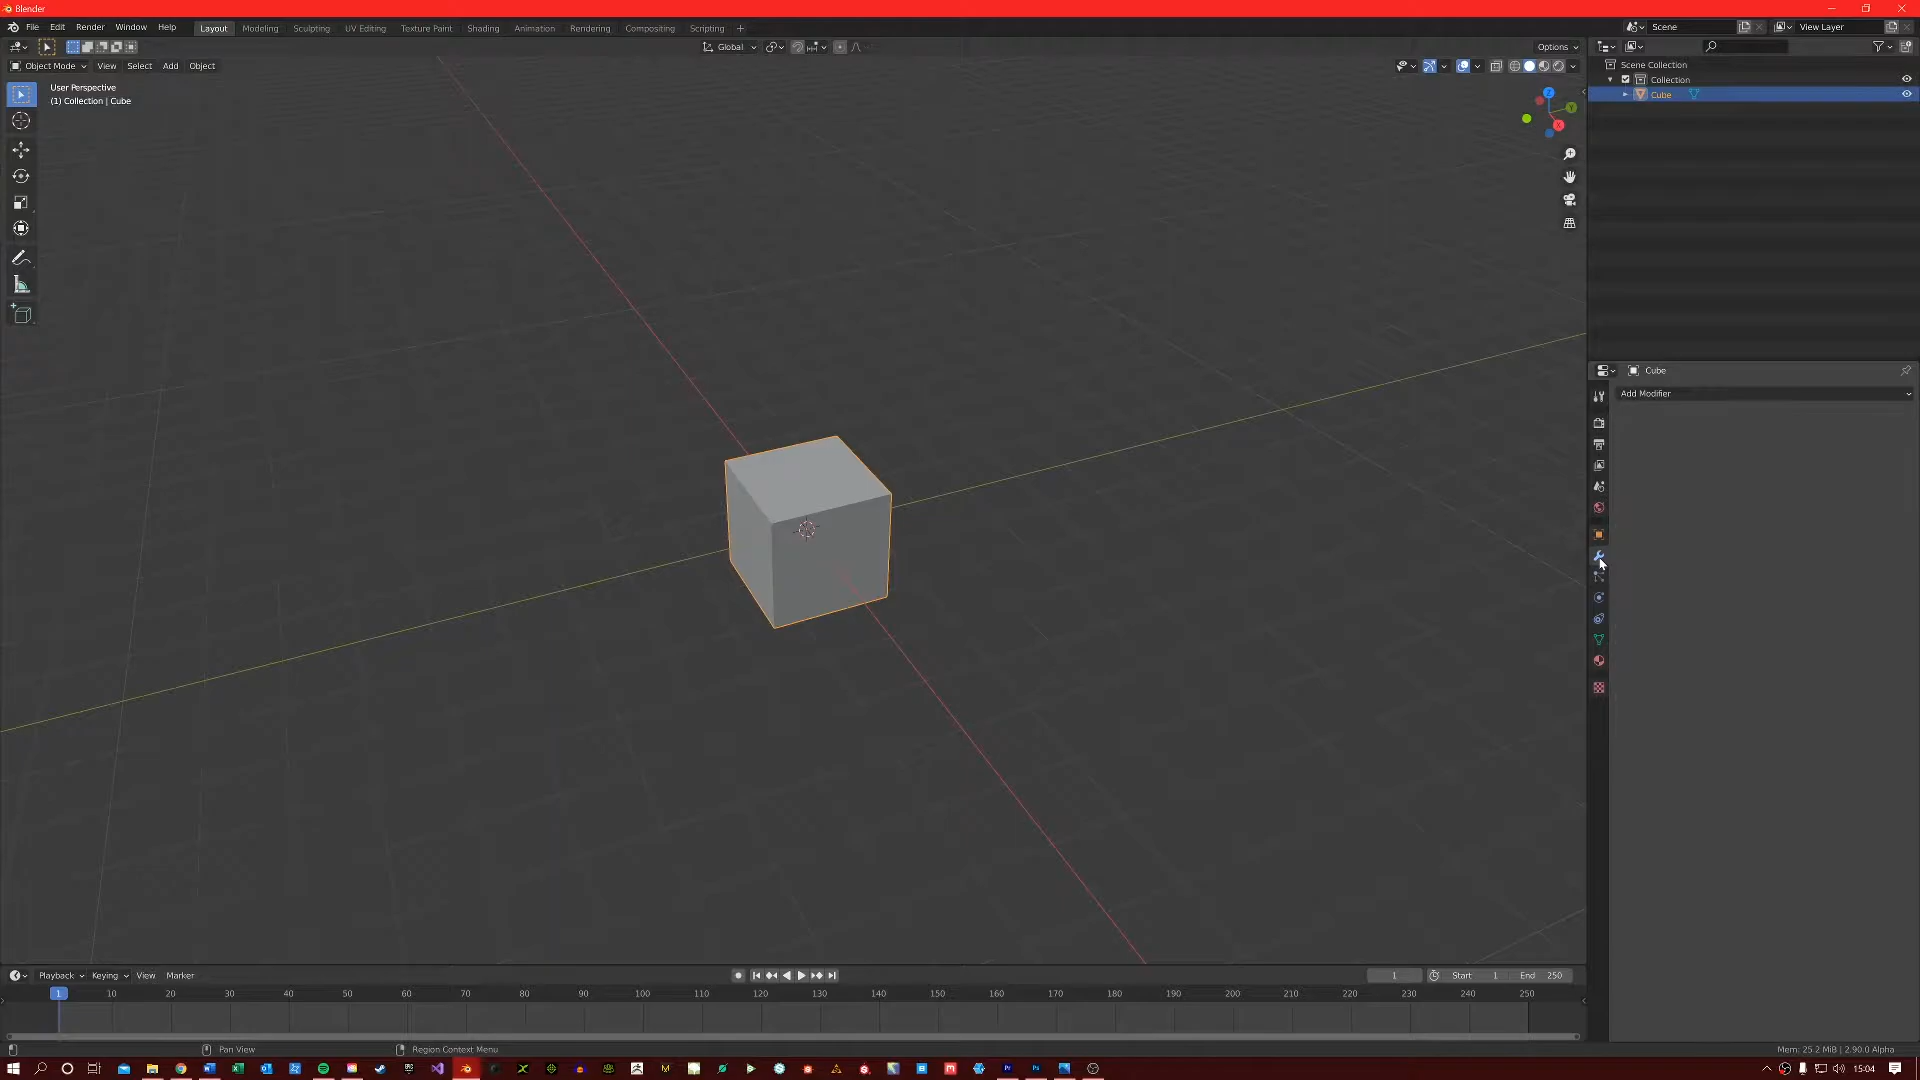 Blender
File Edit Render Window Help Layout Modeling Sculpting UV Editing Texture Paint Shading Animation Rendering Compositing Scripting + Scene View Layer
Global Options
Object Mode View Select Add Object
User Perspective
(1) Collection | Cube
Z
Y
X
Scene Collection
Collection
Cube
Cube
Add Modifier
Playback Keying View Marker 1 Start 1 End 250
1 10 20 30 40 50 60 70 80 90 100 110 120 130 140 150 160 170 180 190 200 210 220 230 240 250
Pan View Region Context Menu Mem: 25.2 MiB | 2.90.0 Alpha
15:04